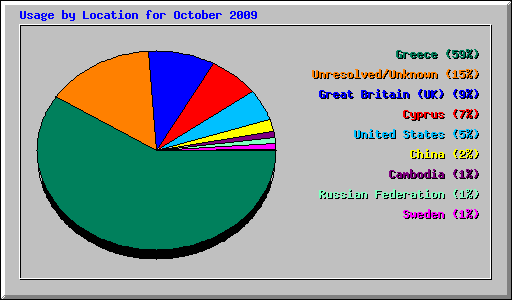 Usage by Location for October 2009
Greece (59%)
Unresolved/Unknown (15%)
Great Britain (UK) (9%)
Cyprus (7%)
United States (5%)
China (2%)
Cambodia (1%)
Russian Federation (1%)
Sweden (1%)